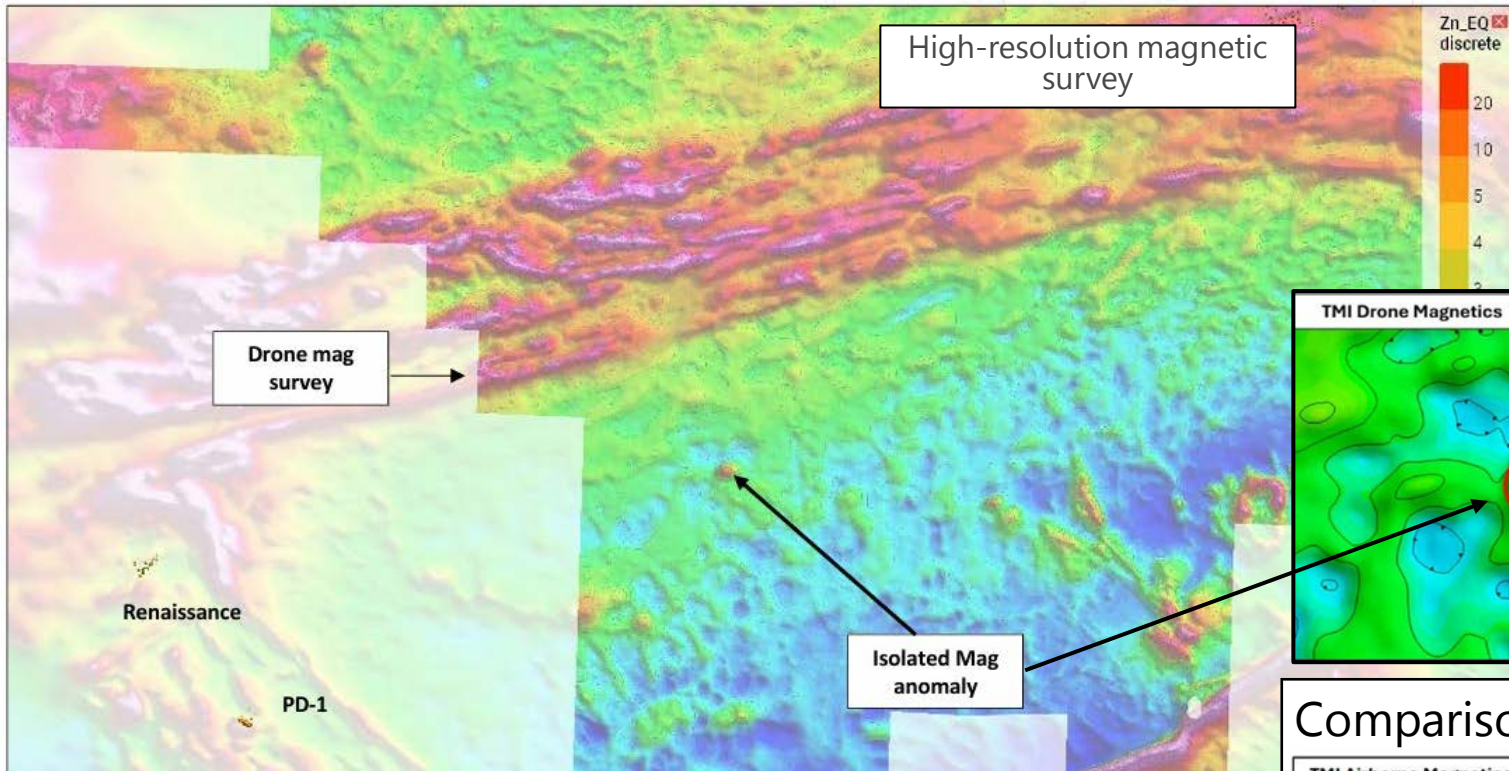 High-resolution magnetic
survey
Zn_EQ
discrete
20
10
5
4
TMI Drone Magnetics
Drone mag
survey
Renaissance
Isolated Mag
anomaly
PD-1